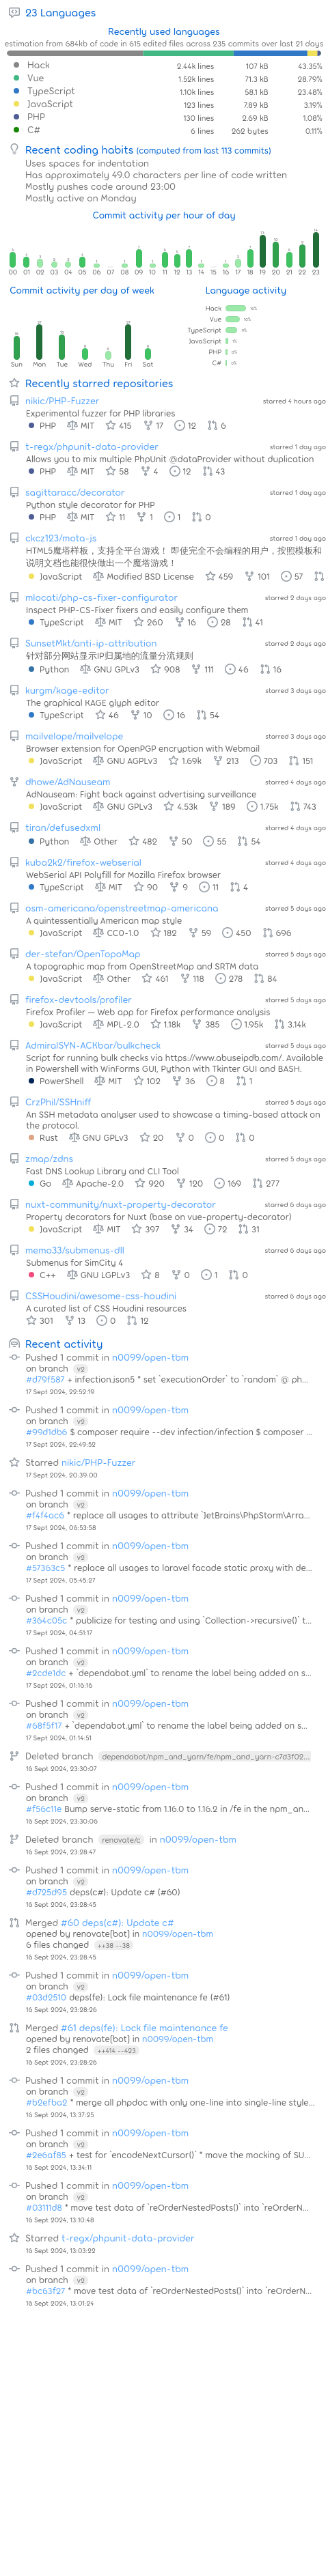 23 Languages
Recently used languages
estimation from 684kb of code in 615 edited files across 235 commits over last 21 days
Hack 2.44k lines 107 kB 43.35%
Vue 1.52k lines 71.3 kB 28.79%
TypeScript 1.10k lines 58.1 kB 23.48%
JavaScript 123 lines 7.89 kB 3.19%
PHP 130 lines 2.69 kB 1.08%
C# 6 lines 262 bytes 0.11%
Recent coding habits (computed from last 113 commits)
Uses spaces for indentation
Has approximately 49.0 characters per line of code written
Mostly pushes code around 23:00
Mostly active on Monday
Commit activity per hour of day
00 01 02 03 04 05 06 07 08 09 10 11 12 13 14 15 16 17 18 19 20 21 22 23
Commit activity per day of week
Language activity
Hack
Vue
TypeScript
JavaScript
PHP
C#
Sun Mon Tue Wed Thu Fri Sat
Recently starred repositories
nikic/PHP-Fuzzer starred 4 hours ago
Experimental fuzzer for PHP libraries
PHP MIT 415 17 12 6
t-regx/phpunit-data-provider starred 1 day ago
Allows you to mix multiple PhpUnit @dataProvider without duplication
PHP MIT 58 4 12 43
sagittaracc/decorator starred 1 day ago
Python style decorator for PHP
PHP MIT 11 1 1 0
ckcz123/mota-js starred 1 day ago
HTML5魔塔样板，支持全平台游戏！ 即使完全不会编程的用户，按照模板和
说明文档也能很快做出一个魔塔游戏！
JavaScript Modified BSD License 459 101 57
mlocati/php-cs-fixer-configurator starred 2 days ago
Inspect PHP-CS-Fixer fixers and easily configure them
TypeScript MIT 260 16 28 41
SunsetMkt/anti-ip-attribution starred 2 days ago
针对部分网站显示IP归属地的流量分流规则
Python GNU GPLv3 908 111 46 16
kurgm/kage-editor starred 3 days ago
The graphical KAGE glyph editor
TypeScript 46 10 16 54
mailvelope/mailvelope starred 3 days ago
Browser extension for OpenPGP encryption with Webmail
JavaScript GNU AGPLv3 1.69k 213 703 151
dhowe/AdNauseam starred 4 days ago
AdNauseam: Fight back against advertising surveillance
JavaScript GNU GPLv3 4.53k 189 1.75k 743
tiran/defusedxml starred 4 days ago
Python Other 482 50 55 54
kuba2k2/firefox-webserial starred 4 days ago
WebSerial API Polyfill for Mozilla Firefox browser
TypeScript MIT 90 9 11 4
osm-americana/openstreetmap-americana starred 5 days ago
A quintessentially American map style
JavaScript CC0-1.0 182 59 450 696
der-stefan/OpenTopoMap starred 5 days ago
A topographic map from OpenStreetMap and SRTM data
JavaScript Other 461 118 278 84
firefox-devtools/profiler starred 5 days ago
Firefox Profiler — Web app for Firefox performance analysis
JavaScript MPL-2.0 1.18k 385 1.95k 3.14k
AdmiralSYN-ACKbar/bulkcheck starred 5 days ago
Script for running bulk checks via https://www.abuseipdb.com/. Available
in Powershell with WinForms GUI, Python with Tkinter GUI and BASH.
PowerShell MIT 102 36 8 1
CrzPhil/SSHniff starred 5 days ago
An SSH metadata analyser used to showcase a timing-based attack on
the protocol.
Rust GNU GPLv3 20 0 0 0
zmap/zdns starred 5 days ago
Fast DNS Lookup Library and CLI Tool
Go Apache-2.0 920 120 169 277
nuxt-community/nuxt-property-decorator starred 6 days ago
Property decorators for Nuxt (base on vue-property-decorator)
JavaScript MIT 397 34 72 31
memo33/submenus-dll starred 6 days ago
Submenus for SimCity 4
C++ GNU LGPLv3 8 0 1 0
CSSHoudini/awesome-css-houdini starred 6 days ago
A curated list of CSS Houdini resources
301 13 0 12
Recent activity
Pushed 1 commit in n0099/open-tbm
on branch v2
#d79f587 + infection.json5 * set `executionOrder` to `random` @ ph...
17 Sept 2024, 22:52:19
Pushed 1 commit in n0099/open-tbm
on branch v2
#99d1db6 $ composer require --dev infection/infection $ composer ...
17 Sept 2024, 22:49:52
Starred nikic/PHP-Fuzzer
17 Sept 2024, 20:39:00
Pushed 1 commit in n0099/open-tbm
on branch v2
#f4f4ac6 * replace all usages to attribute `JetBrains\PhpStorm\Arra...
17 Sept 2024, 06:53:58
Pushed 1 commit in n0099/open-tbm
on branch v2
#57363c5 * replace all usages to laravel facade static proxy with de...
17 Sept 2024, 05:45:27
Pushed 1 commit in n0099/open-tbm
on branch v2
#364c05c * publicize for testing and using `Collection->recursive()` t...
17 Sept 2024, 04:51:17
Pushed 1 commit in n0099/open-tbm
on branch v2
#2cde1dc + `dependabot.yml` to rename the label being added on s...
17 Sept 2024, 01:16:16
Pushed 1 commit in n0099/open-tbm
on branch v2
#68f5f17 + `dependabot.yml` to rename the label being added on s...
17 Sept 2024, 01:14:51
Deleted branch dependabot/npm_and_yarn/fe/npm_and_yarn-c7d3f02...
16 Sept 2024, 23:30:07
Pushed 1 commit in n0099/open-tbm
on branch v2
#f56c11e Bump serve-static from 1.16.0 to 1.16.2 in /fe in the npm_an...
16 Sept 2024, 23:30:06
Deleted branch renovate/c in n0099/open-tbm
16 Sept 2024, 23:28:47
Pushed 1 commit in n0099/open-tbm
on branch v2
#d725d95 deps(c#): Update c# (#60)
16 Sept 2024, 23:28:45
Merged #60 deps(c#): Update c#
opened by renovate[bot] in n0099/open-tbm
6 files changed ++38 --38
16 Sept 2024, 23:28:45
Pushed 1 commit in n0099/open-tbm
on branch v2
#03d2510 deps(fe): Lock file maintenance fe (#61)
16 Sept 2024, 23:28:26
Merged #61 deps(fe): Lock file maintenance fe
opened by renovate[bot] in n0099/open-tbm
2 files changed ++414 --423
16 Sept 2024, 23:28:26
Pushed 1 commit in n0099/open-tbm
on branch v2
#b2efba2 * merge all phpdoc with only one-line into single-line style...
16 Sept 2024, 13:37:25
Pushed 1 commit in n0099/open-tbm
on branch v2
#2e6af85 + test for `encodeNextCursor()` * move the mocking of SU...
16 Sept 2024, 13:34:11
Pushed 1 commit in n0099/open-tbm
on branch v2
#03111d8 * move test data of `reOrderNestedPosts()` into `reOrderN...
16 Sept 2024, 13:10:48
Starred t-regx/phpunit-data-provider
16 Sept 2024, 13:03:22
Pushed 1 commit in n0099/open-tbm
on branch v2
#bc63f27 * move test data of `reOrderNestedPosts()` into `reOrderN...
16 Sept 2024, 13:01:24